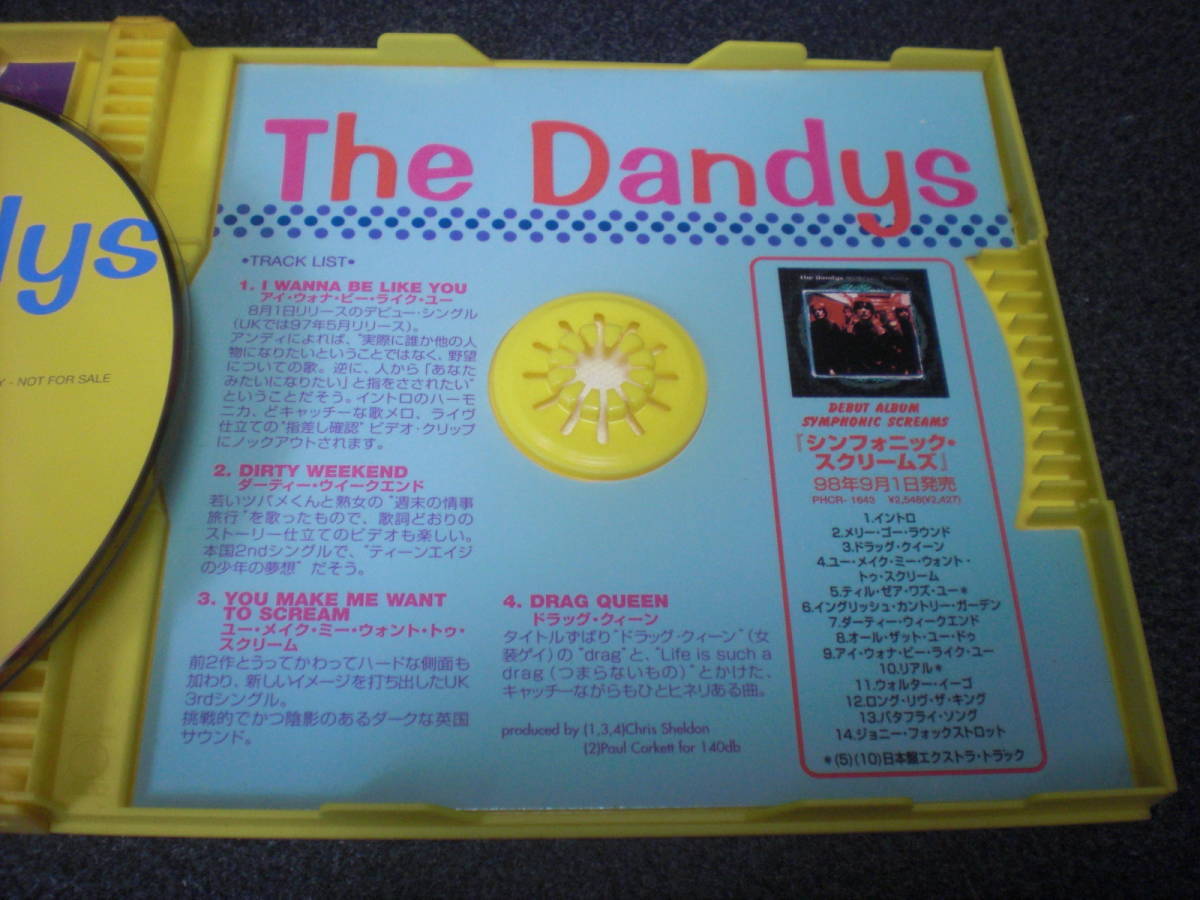 dys
Y - NOT FOR SALE
The Dandys
•TRACK LIST•
1. I WANNA BE LIKE YOU
アイ・ウォナ・ビー・ライク・ユー
8月1日リリースのデビュー・シングル
(UKでは97年5月リリース)。
アンディによれば、"実際に誰か他の人
物になりたいということではなく、野望
についての歌。逆に、人から「あなた
みたいになりたい」と指をさされたい"
ということだそう。イントロのハーモ
ニカ、どキャッチーな歌メロ、ライヴ
仕立ての"指差し確認"ビデオ・クリップ
にノックアウトされます。
2. DIRTY WEEKEND
ダーティー・ウイークエンド
若いツバメくんと熟女の"週末の情事
旅行"を歌ったもので、歌詞どおりの
ストーリー仕立てのビデオも楽しい。
本国2ndシングルで、"ティーンエイジ
の少年の夢想"だそう。
3. YOU MAKE ME WANT
TO SCREAM
ユー・メイク・ミー・ウォント・トゥ・
スクリーム
前2作とうってかわってハードな側面も
加わり、新しいイメージを打ち出したUK
3rdシングル。
挑戦的でかつ陰影のあるダークな英国
サウンド。
4. DRAG QUEEN
ドラッグ・クィーン
タイトルずばり"ドラッグ・クィーン"(女
装ゲイ)の"drag"と、"Life is such a
drag(つまらないもの)"とかけた、
キャッチーながらもひとヒネリある曲。
produced by (1,3,4)Chris Sheldon
(2)Paul Corkett for 140db
the Dandys
DEBUT ALBUM
SYMPHONIC SCREAMS
『シンフォニック・
スクリームズ』
98年9月1日発売
PHCR-1643 ¥2,548(¥2,427)
1.イントロ
2.メリー・ゴー・ラウンド
3.ドラッグ・クイーン
4.ユー・メイク・ミー・ウォント・
トゥ・スクリーム
5.ティル・ゼア・ワズ・ユー*
6.イングリッシュ・カントリー・ガーデン
7.ダーティー・ウィークエンド
8.オール・ザット・ユー・ドゥ
9.アイ・ウォナ・ビー・ライク・ユー
10.リアル*
11.ウォルター・イーゴ
12.ロング・リヴ・ザ・キング
13.バタフライ・ソング
14.ジョニー・フォックストロット
*(5)(10)日本盤エクストラ・トラック